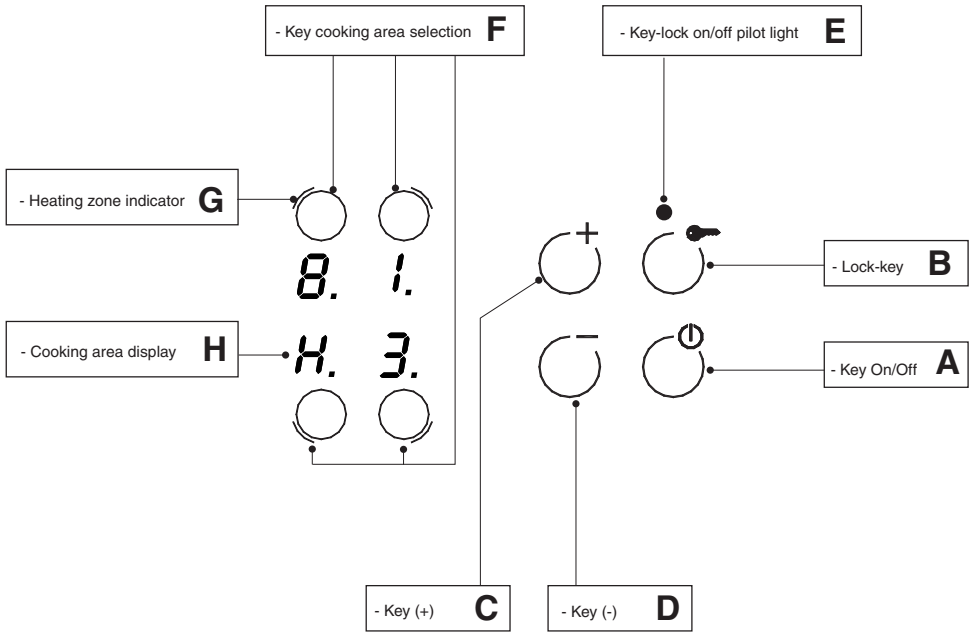 - Key cooking area selection F
- Key-lock on/off pilot light E
- Heating zone indicator G
8. 1.
- Lock-key B
- Cooking area display H
H. 3.
- Key On/Off A
- Key (+) C
- Key (-) D